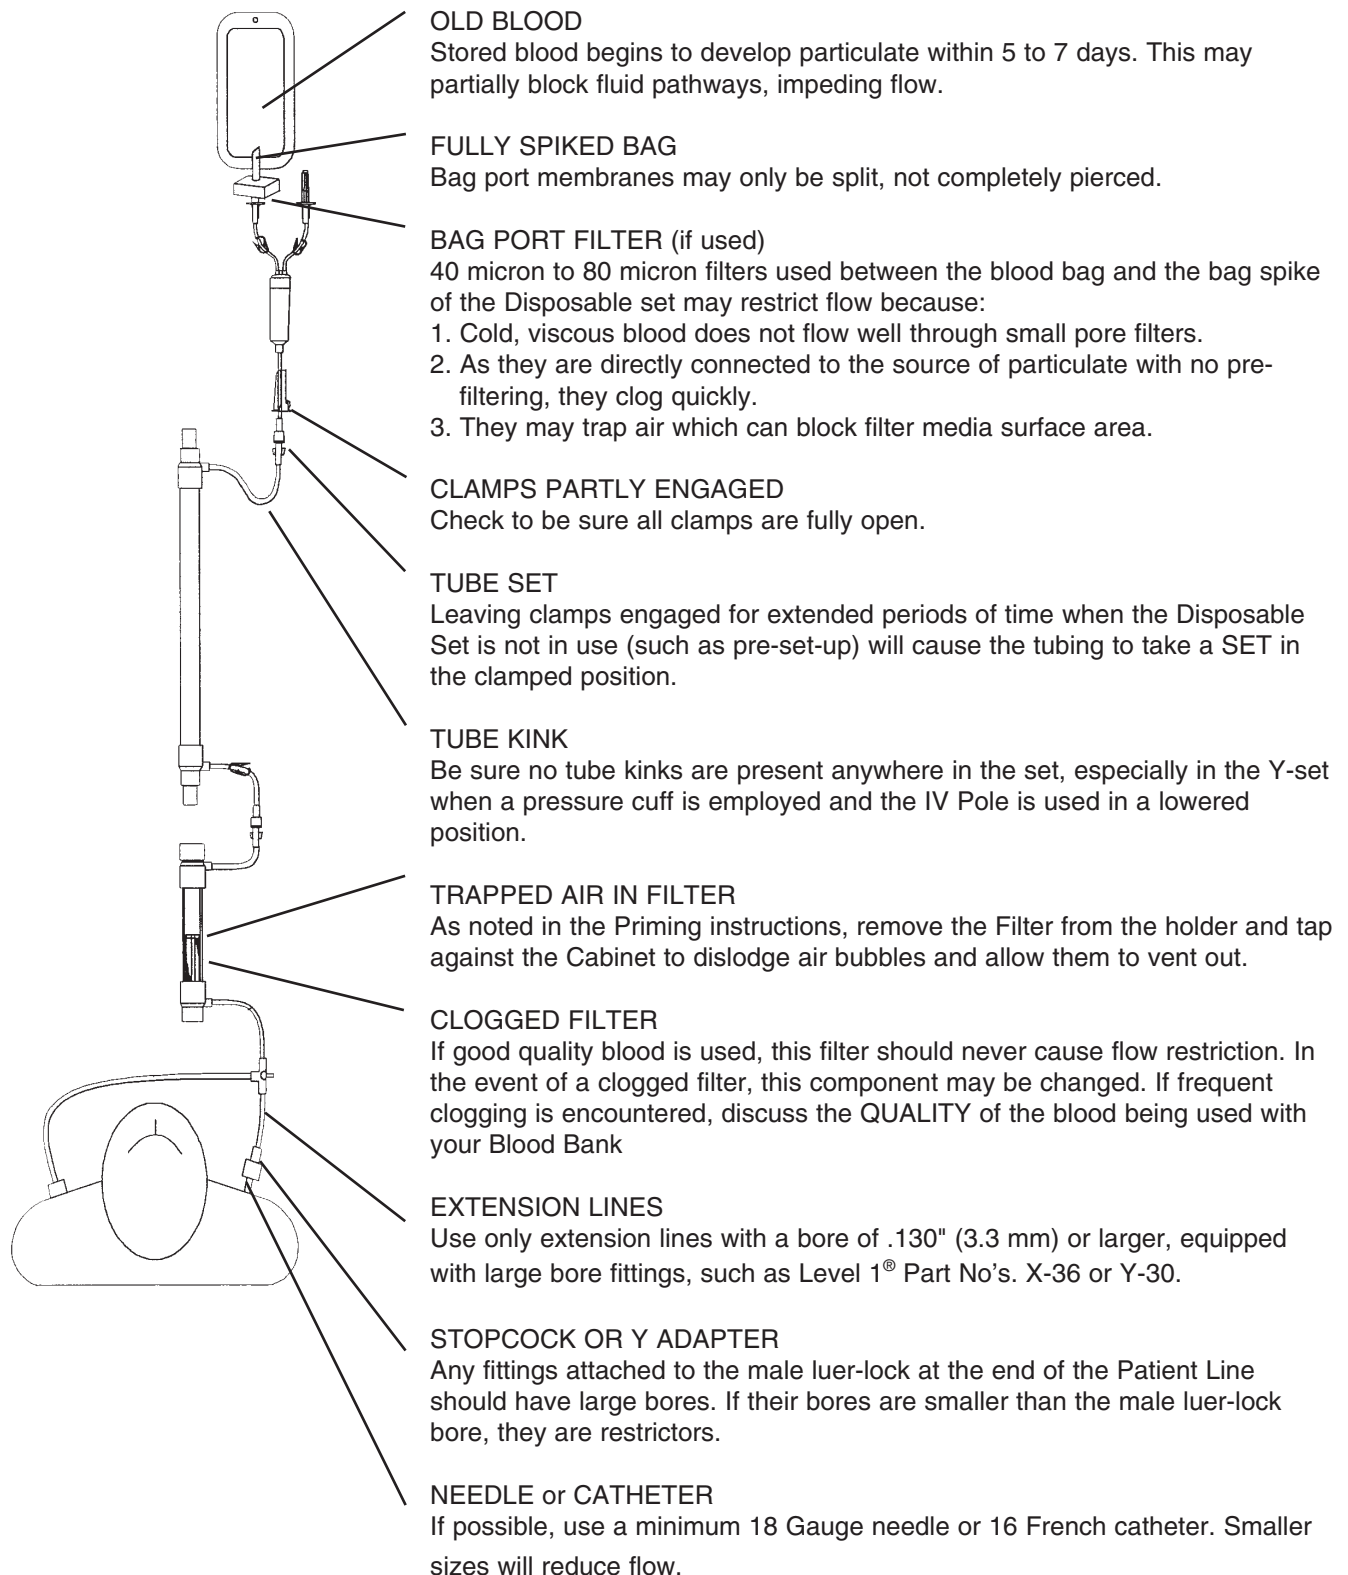 OLD BLOOD
Stored blood begins to develop particulate within 5 to 7 days. This may
partially block fluid pathways, impeding flow.
FULLY SPIKED BAG
Bag port membranes may only be split, not completely pierced.
BAG PORT FILTER (if used)
40 micron to 80 micron filters used between the blood bag and the bag spike
of the Disposable set may restrict flow because:
1. Cold, viscous blood does not flow well through small pore filters.
2. As they are directly connected to the source of particulate with no pre-
filtering, they clog quickly.
3. They may trap air which can block filter media surface area.
CLAMPS PARTLY ENGAGED
Check to be sure all clamps are fully open.
TUBE SET
Leaving clamps engaged for extended periods of time when the Disposable
Set is not in use (such as pre-set-up) will cause the tubing to take a SET in
the clamped position.
TUBE KINK
Be sure no tube kinks are present anywhere in the set, especially in the Y-set
when a pressure cuff is employed and the IV Pole is used in a lowered
position.
TRAPPED AIR IN FILTER
As noted in the Priming instructions, remove the Filter from the holder and tap
against the Cabinet to dislodge air bubbles and allow them to vent out.
CLOGGED FILTER
If good quality blood is used, this filter should never cause flow restriction. In
the event of a clogged filter, this component may be changed. If frequent
clogging is encountered, discuss the QUALITY of the blood being used with
your Blood Bank
EXTENSION LINES
Use only extension lines with a bore of .130" (3.3 mm) or larger, equipped
with large bore fittings, such as Level 1® Part No’s. X-36 or Y-30.
STOPCOCK OR Y ADAPTER
Any fittings attached to the male luer-lock at the end of the Patient Line
should have large bores. If their bores are smaller than the male luer-lock
bore, they are restrictors.
NEEDLE or CATHETER
If possible, use a minimum 18 Gauge needle or 16 French catheter. Smaller
sizes will reduce flow.